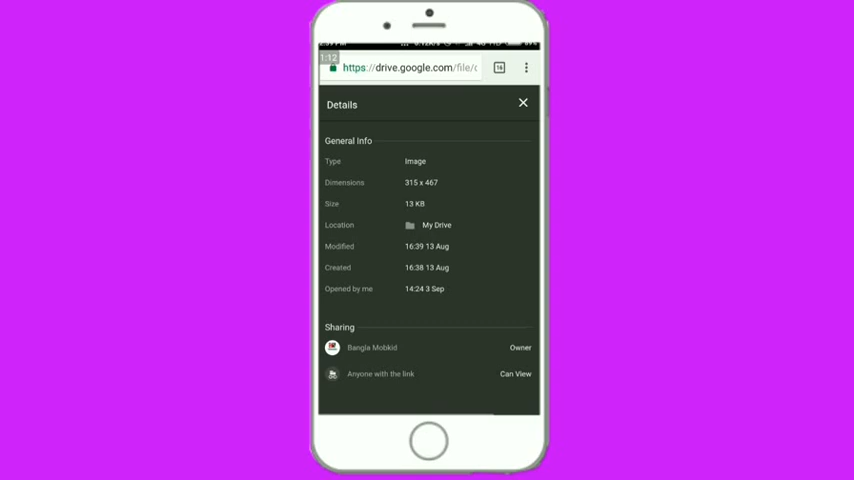 1:12
https://drive.google.com/file/
16
Details
General Info
Type Image
Dimensions 315 x 467
Size 13 KB
Location My Drive
Modified 16:39 13 Aug
Created 16:38 13 Aug
Opened by me 14:24 3 Sep
Sharing
Bangla Mobkid Owner
Anyone with the link Can View